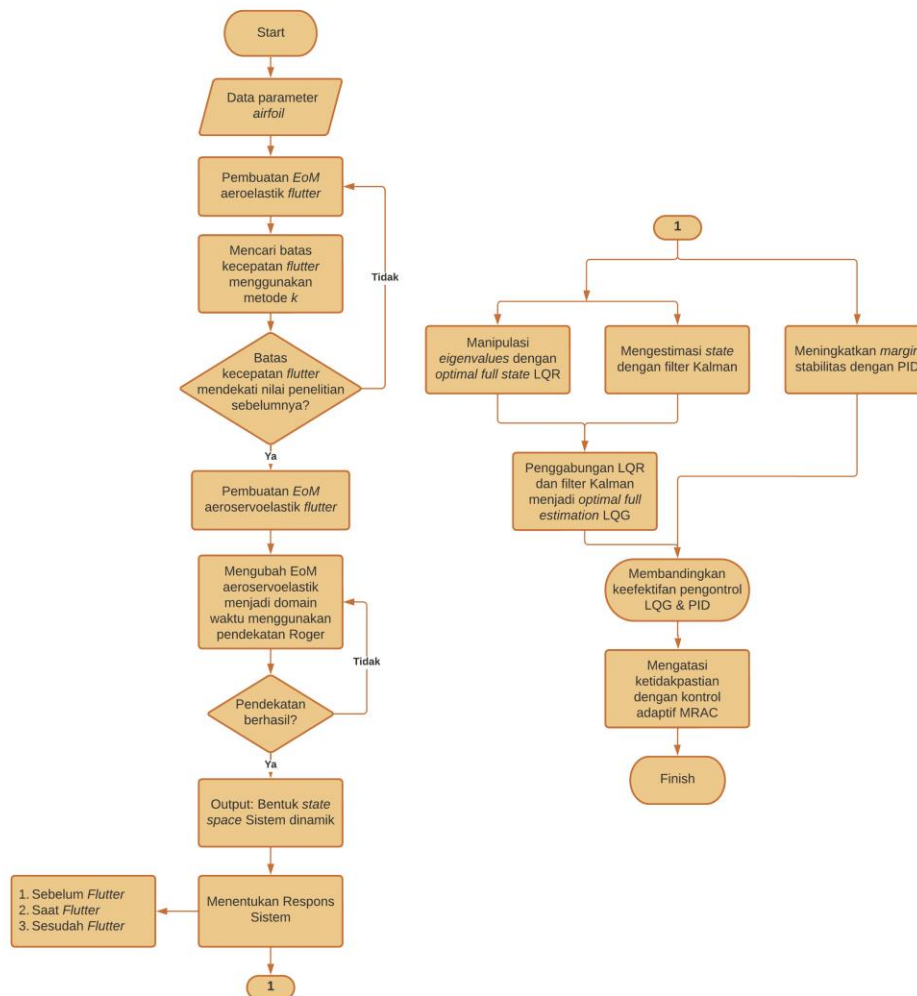 Start
Data parameter
airfoil
Pembuatan EoM
aeroelastik flutter
Mencari batas
kecepatan flutter
menggunakan
metode k
Tidak
Batas
kecepatan flutter
mendekati nilai penelitian
sebelumnya?
Ya
Pembuatan EoM
aeroservoelastik flutter
Mengubah EoM
aeroservoelastik
menjadi domain
waktu menggunakan
pendekatan Roger
Tidak
Pendekatan
berhasil?
Ya
Output: Bentuk state
space Sistem dinamik
Menentukan Respons
Sistem
1. Sebelum Flutter
2. Saat Flutter
3. Sesudah Flutter
1
1
Manipulasi
eigenvalues dengan
optimal full state LQR
Mengestimasi state
dengan filter Kalman
Meningkatkan margin
stabilitas dengan PID
Penggabungan LQR
dan filter Kalman
menjadi optimal full
estimation LQG
Membandingkan
keefektifan pengontrol
LQG & PID
Mengatasi
ketidakpastian
dengan kontrol
adaptif MRAC
Finish